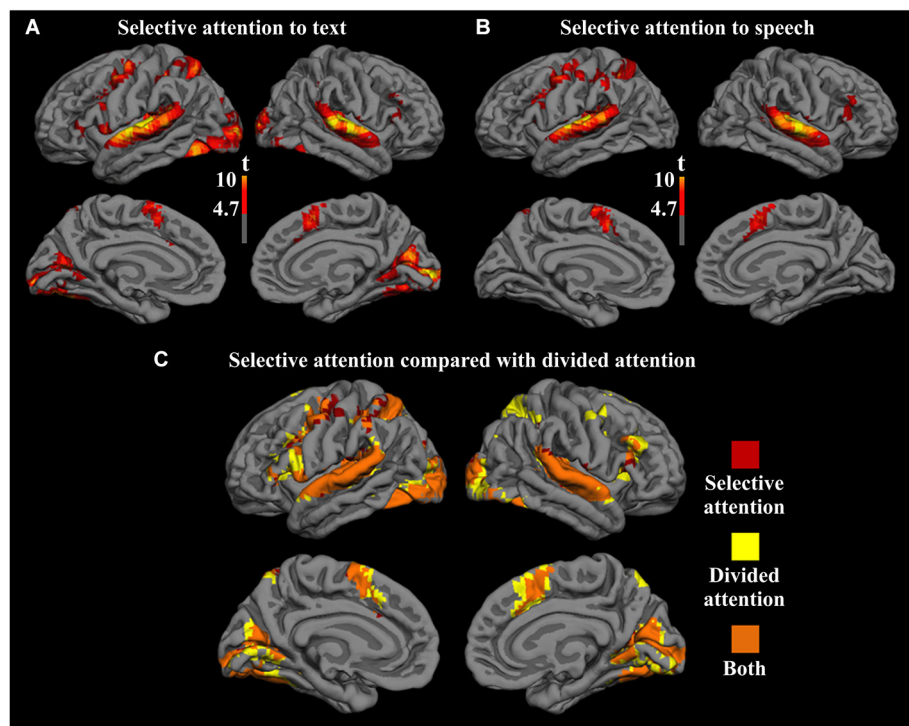 A
Selective attention to text
B
Selective attention to speech
t
10
4.7
t
10
4.7
C
Selective attention compared with divided attention
Selective
attention
Divided
attention
Both